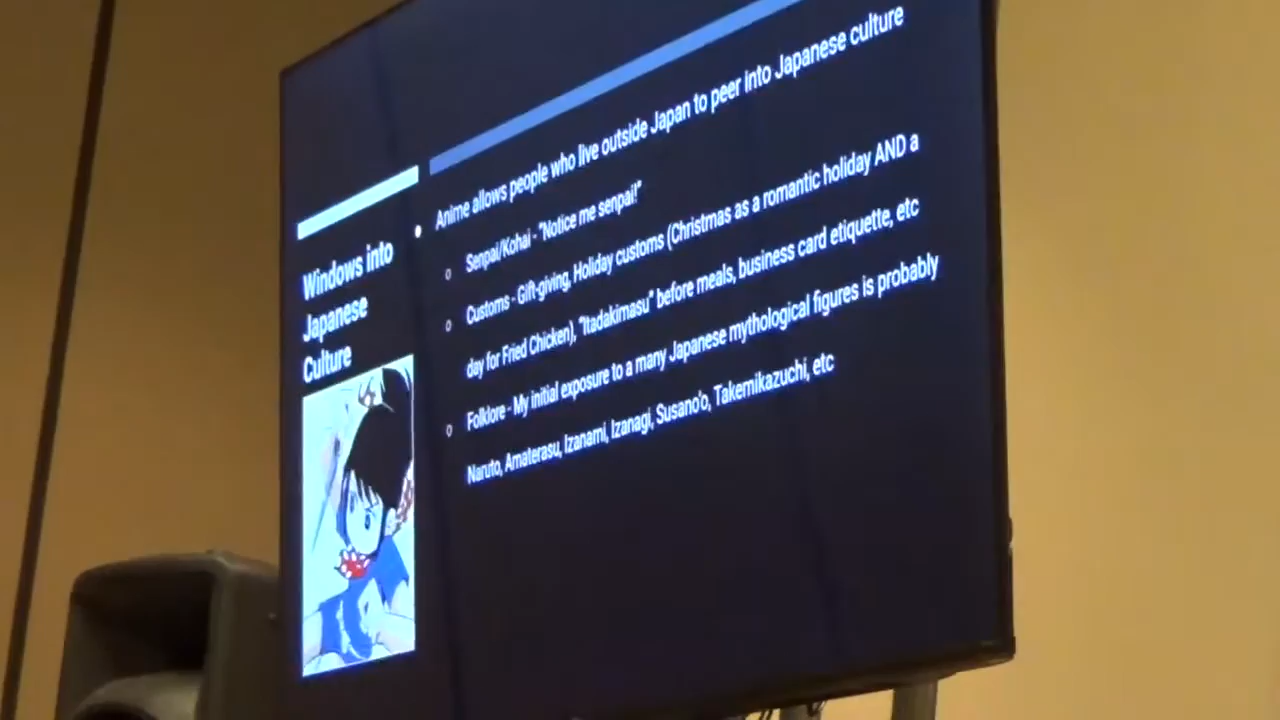 Windows into
Japanese
Culture
Anime allows people who live outside Japan to peer into Japanese culture
Senpai/Kohai - "Notice me senpai!"
Customs - Gift-giving, Holiday customs (Christmas as a romantic holiday AND a
day for Fried Chicken), "Itadakimasu" before meals, business card etiquette, etc
Folklore - My initial exposure to a many Japanese mythological figures is probably
Naruto, Amaterasu, Izanami, Izanagi, Susano'o, Takemikazuchi, etc